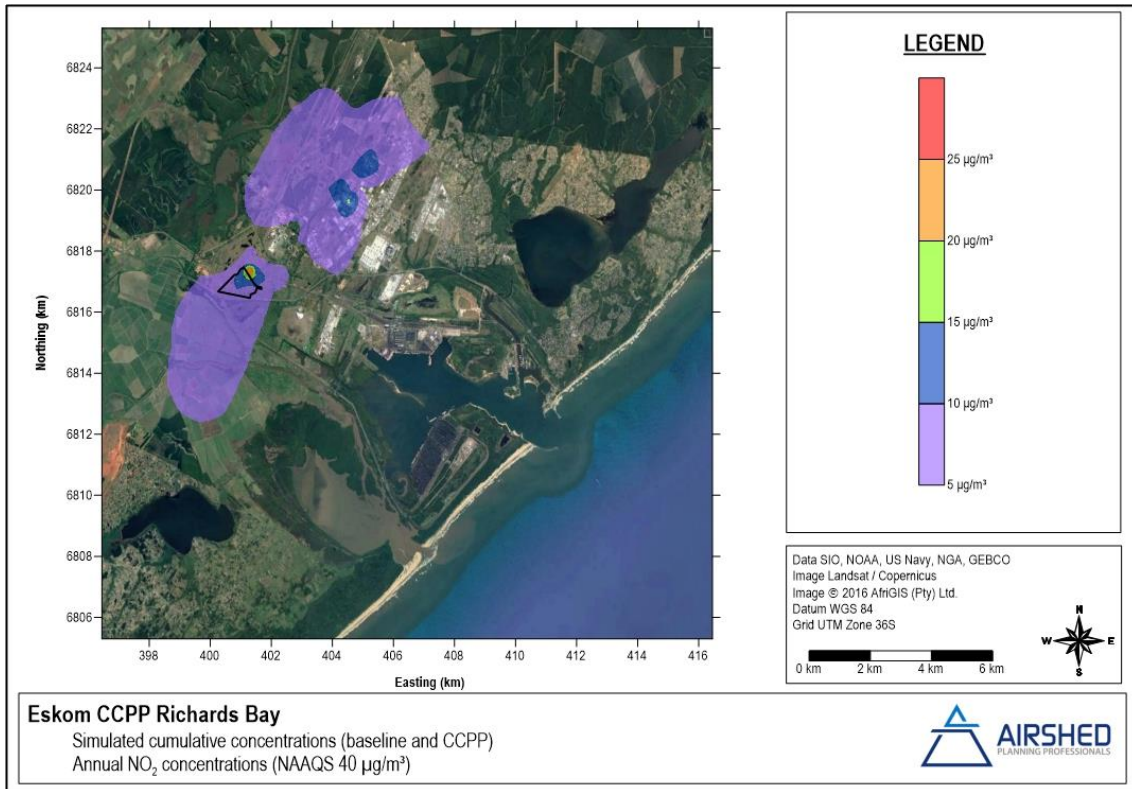 6824
6822
6820
6818
6816
6814
6812
6810
6808
6806
Northing (km)
398 400 402 404 406 408 410 412 414 416
Easting (km)
LEGEND
25 µg/m³
20 µg/m³
15 µg/m³
10 µg/m³
5 µg/m³
Data SIO, NOAA, US Navy, NGA, GEBCO
Image Landsat / Copernicus
Image © 2016 AfriGIS (Pty) Ltd.
Datum WGS 84
Grid UTM Zone 36S
0 km 2 km 4 km 6 km
N
W E
S
Eskom CCPP Richards Bay
Simulated cumulative concentrations (baseline and CCPP)
Annual NO₂ concentrations (NAAQS 40 µg/m³)
AIRSHED
PLANNING PROFESSIONALS